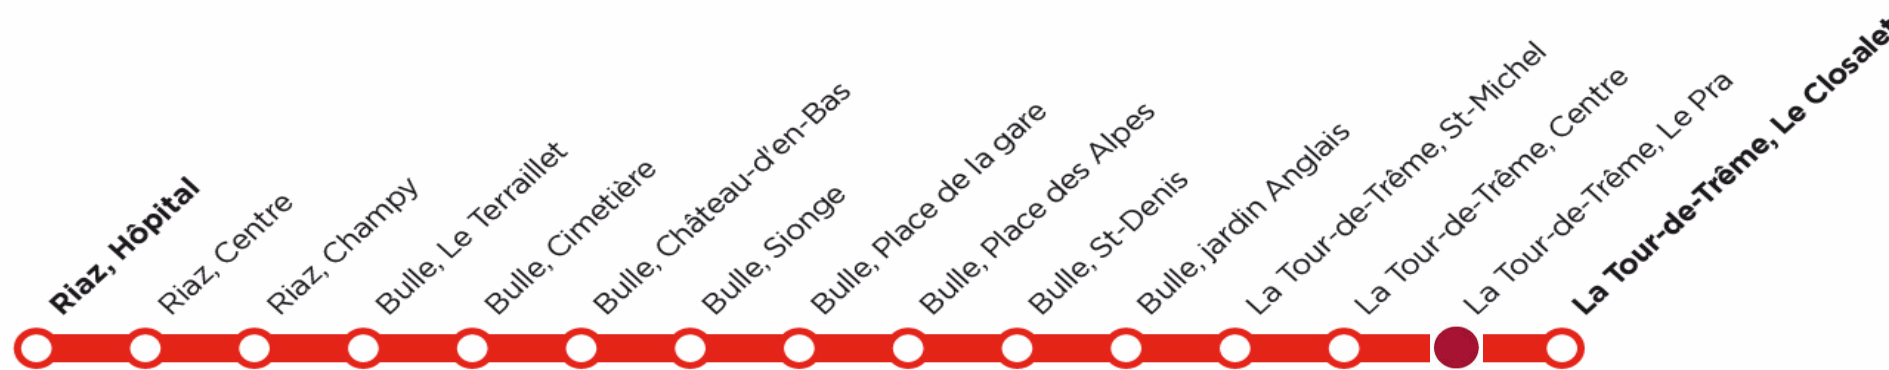 Riaz, Hôpital
Riaz, Centre
Riaz, Champy
Bulle, Le Terraillet
Bulle, Cimetière
Bulle, Château-d'en-Bas
Bulle, Sionge
Bulle, Place de la gare
Bulle, Place des Alpes
Bulle, St-Denis
Bulle, jardin Anglais
La Tour-de-Trême, St-Michel
La Tour-de-Trême, Centre
La Tour-de-Trême, Le Pra
La Tour-de-Trême, Le Closalet